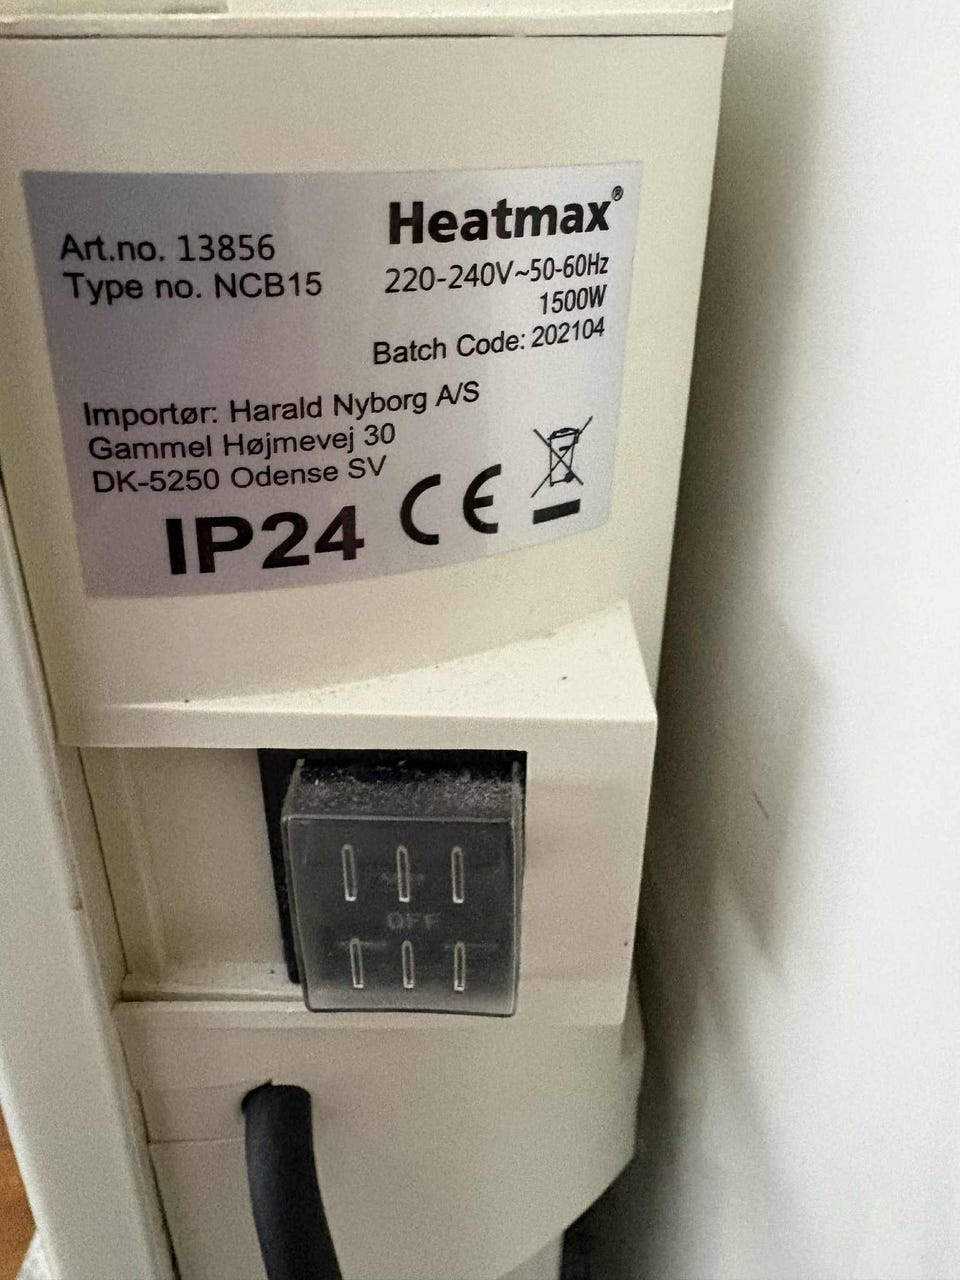 Heatmax®
Art.no. 13856
Type no. NCB15
220-240V~50-60Hz
1500W
Batch Code: 202104
Importør: Harald Nyborg A/S
Gammel Højmevej 30
DK-5250 Odense SV
IP24 CE
OFF